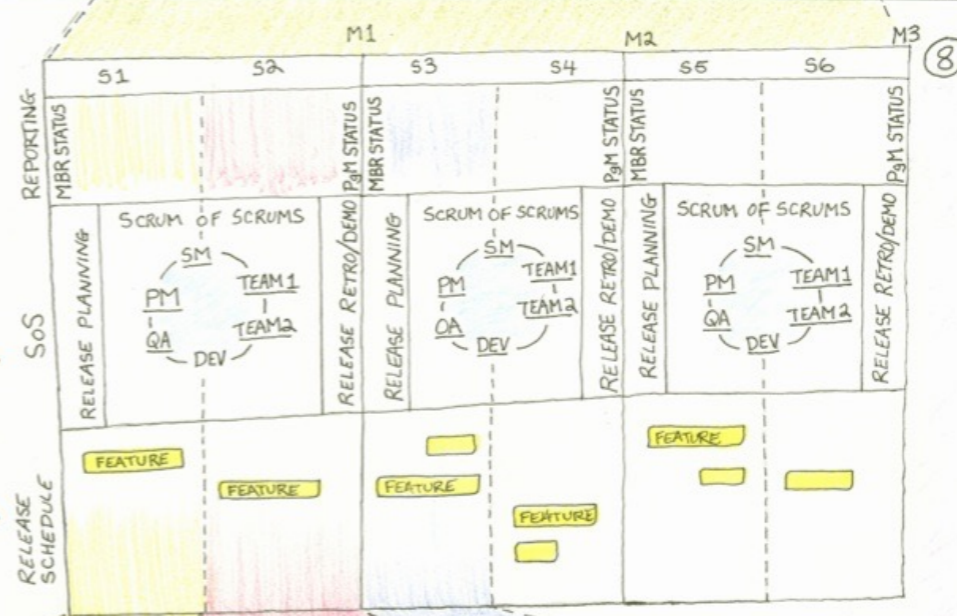 M1
M2
M3
8
S1
S2
S3
S4
S5
S6
REPORTING
MBR STATUS
PgM STATUS
MBR STATUS
PgM STATUS
MBR STATUS
PgM STATUS
SoS
RELEASE PLANNING
SCRUM OF SCRUMS
SM
TEAM1
TEAM2
DEV
QA
PM
RELEASE RETRO/DEMO
RELEASE PLANNING
SCRUM OF SCRUMS
SM
TEAM1
TEAM2
DEV
OA
PM
RELEASE RETRO/DEMO
RELEASE PLANNING
SCRUM OF SCRUMS
SM
TEAM1
TEAM2
DEV
QA
PM
RELEASE RETRO/DEMO
RELEASE
SCHEDULE
FEATURE
FEATURE
FEATURE
FEATURE
FEATURE